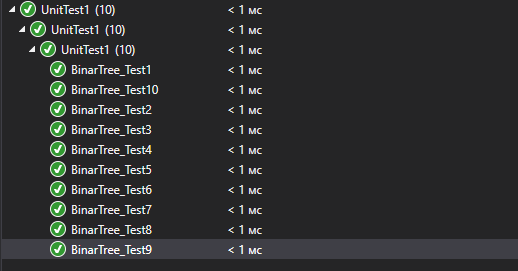 UnitTest1 (10) < 1 мс
UnitTest1 (10) < 1 мс
UnitTest1 (10) < 1 мс
BinarTree_Test1 < 1 мс
BinarTree_Test10 < 1 мс
BinarTree_Test2 < 1 мс
BinarTree_Test3 < 1 мс
BinarTree_Test4 < 1 мс
BinarTree_Test5 < 1 мс
BinarTree_Test6 < 1 мс
BinarTree_Test7 < 1 мс
BinarTree_Test8 < 1 мс
BinarTree_Test9 < 1 мс